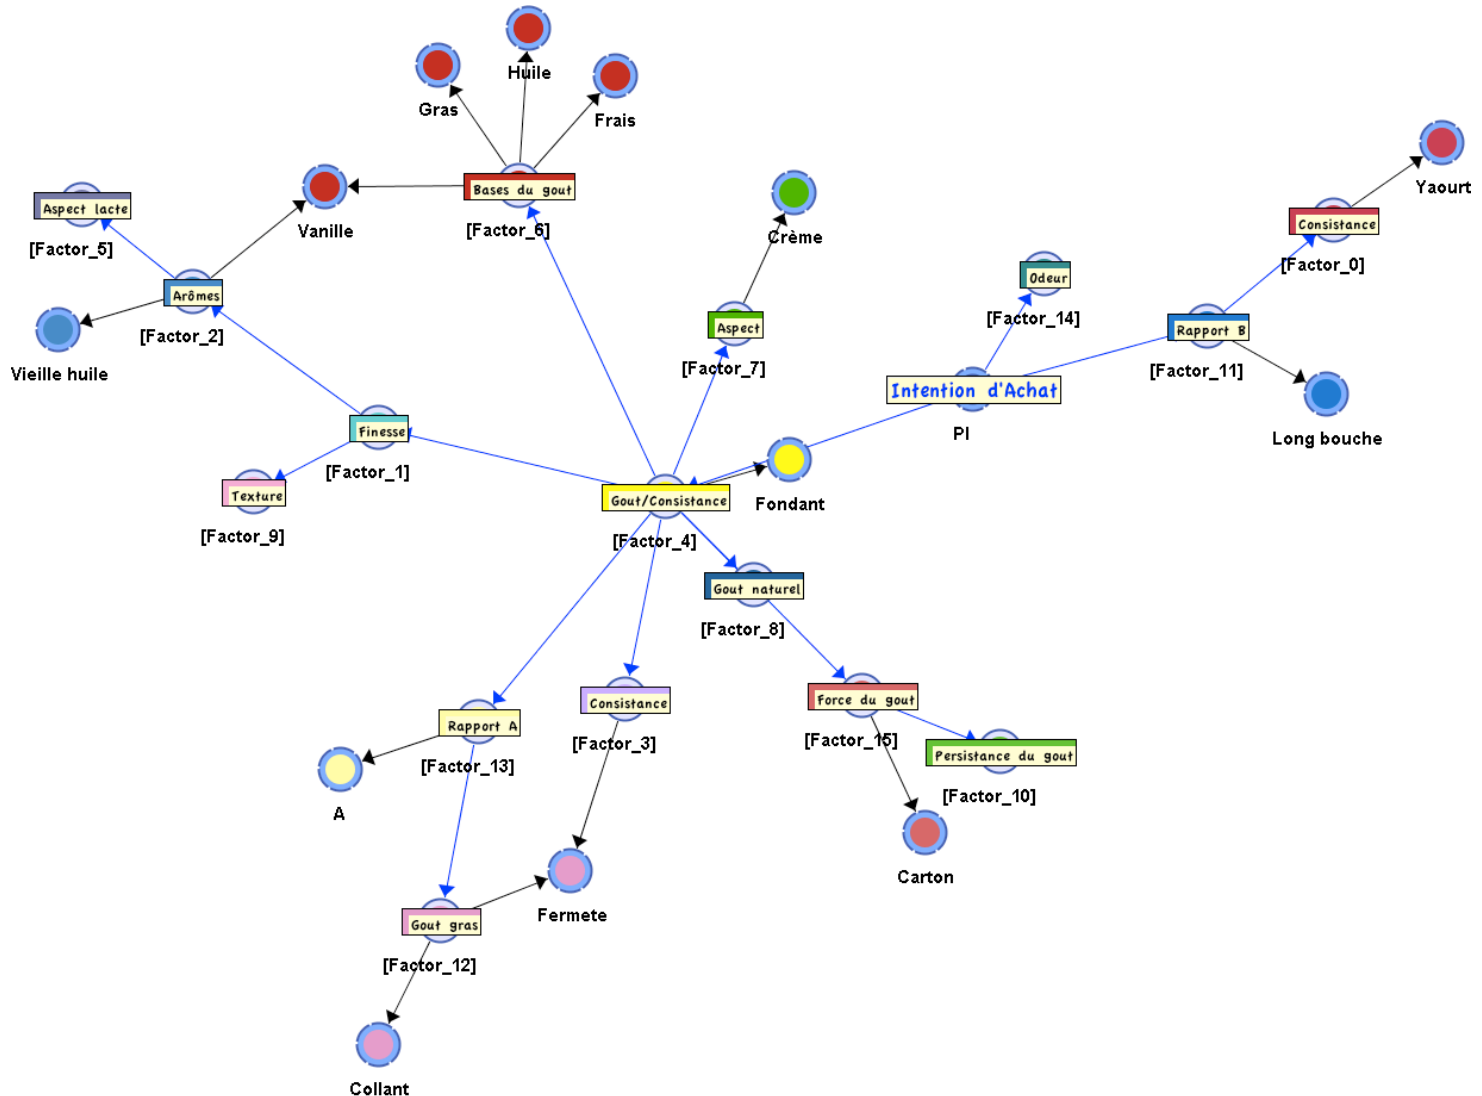 Huile
Gras
Frais
Yaourt
Bases du gout
[Factor_6]
Vanille
Crème
Aspect lacte
[Factor_5]
Consistance
[Factor_0]
Odeur
[Factor_14]
Arômes
[Factor_2]
Vieille huile
Aspect
[Factor_7]
Rapport B
[Factor_11]
Intention d'Achat
PI
Long bouche
Finesse
[Factor_1]
Texture
[Factor_9]
Gout/Consistance
[Factor_4]
Fondant
Gout naturel
[Factor_8]
Rapport A
[Factor_13]
A
Consistance
[Factor_3]
Force du gout
[Factor_15]
Persistance du gout
[Factor_10]
Carton
Fermete
Gout gras
[Factor_12]
Collant